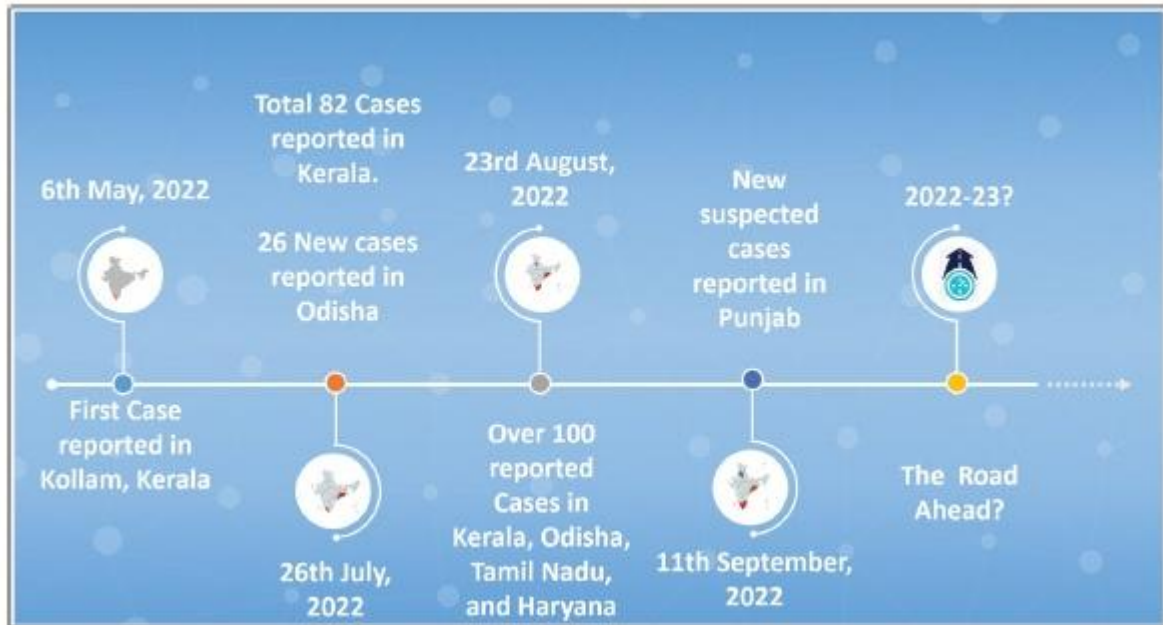 6th May, 2022
First Case
reported in
Kollam, Kerala
Total 82 Cases
reported in
Kerala.
26 New cases
reported in
Odisha
26th July,
2022
23rd August,
2022
Over 100
reported
Cases in
Kerala, Odisha,
Tamil Nadu,
and Haryana
New
suspected
cases
reported in
Punjab
11th September,
2022
2022-23?
The Road
Ahead?